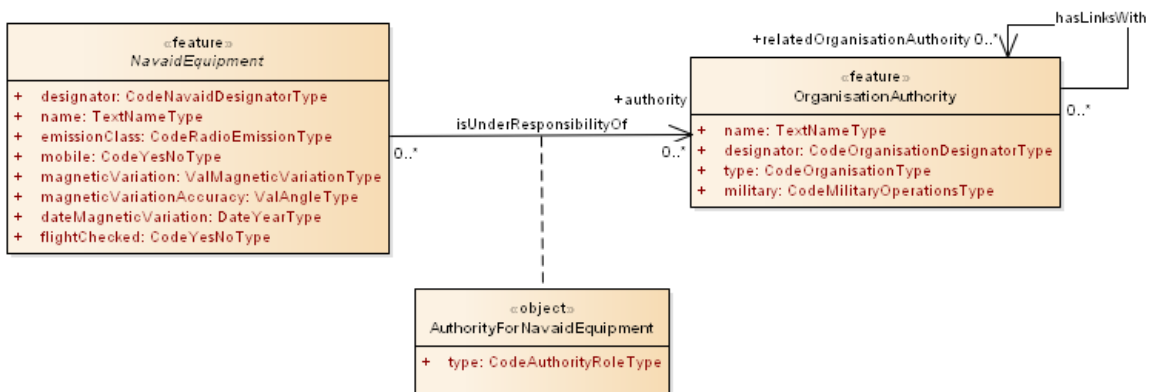 «feature»
NavaidEquipment
+ designator: CodeNavaidDesignatorType
+ name: TextNameType
+ emissionClass: CodeRadioEmissionType
+ mobile: CodeYesNoType
+ magneticVariation: ValMagneticVariationType
+ magneticVariationAccuracy: ValAngleType
+ dateMagneticVariation: DateYearType
+ flightChecked: CodeYesNoType
isUnderResponsibilityOf
0..*
+authority
0..*
hasLinksWith
+relatedOrganisationAuthority 0..*
0..*
«feature»
OrganisationAuthority
+ name: TextNameType
+ designator: CodeOrganisationDesignatorType
+ type: CodeOrganisationType
+ military: CodeMilitaryOperationsType
«object»
AuthorityForNavaidEquipment
+ type: CodeAuthorityRoleType